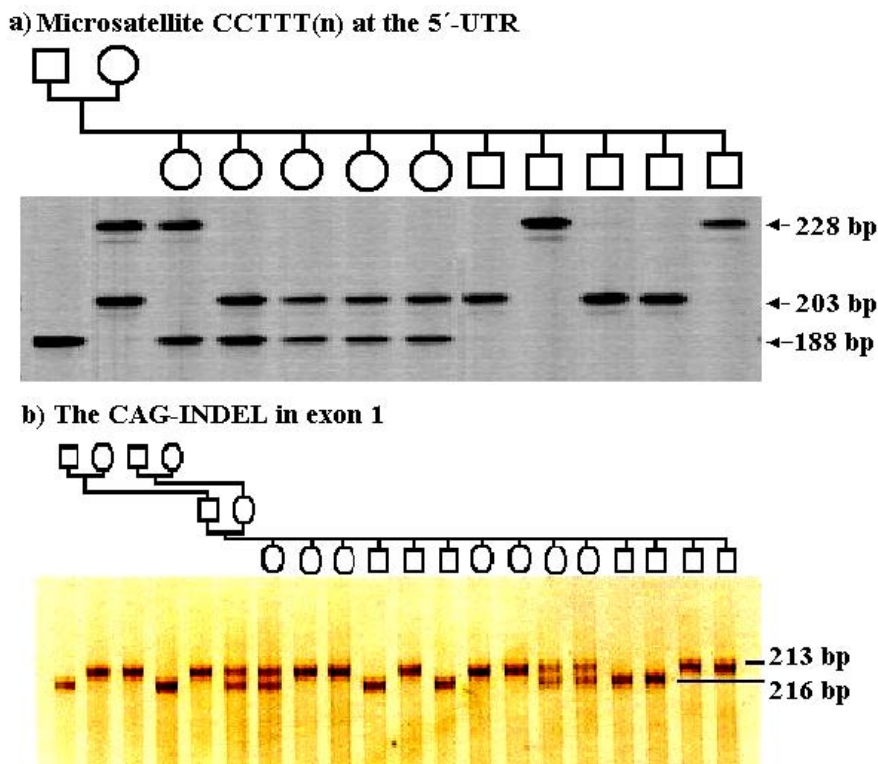 a) Microsatellite CCTTT(n) at the 5´-UTR
228 bp
203 bp
188 bp
b) The CAG-INDEL in exon 1
213 bp
216 bp